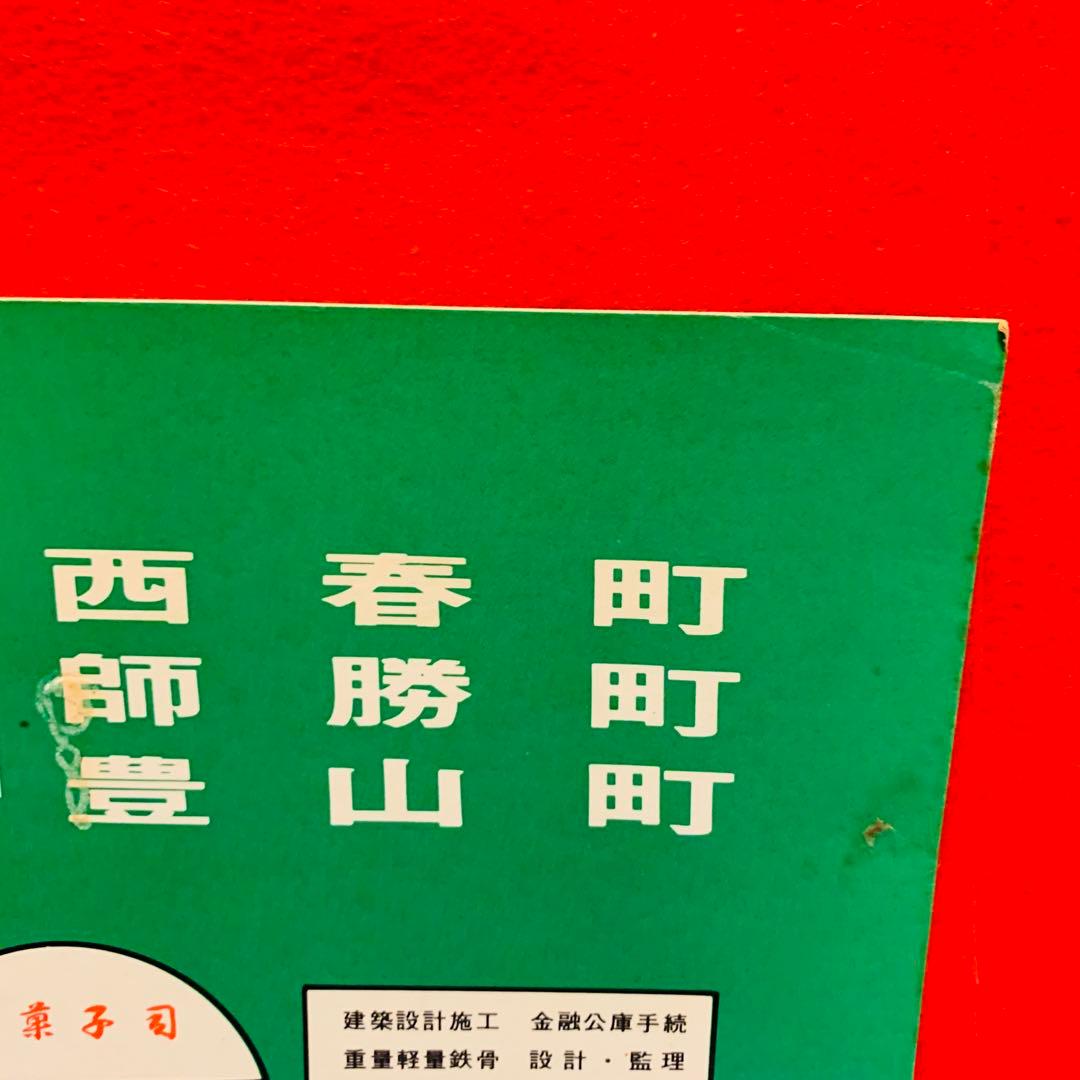 西春町
師勝町
豊山町
菓子司
建築設計施工 金融公庫手続
重量軽量鉄骨 設計・監理